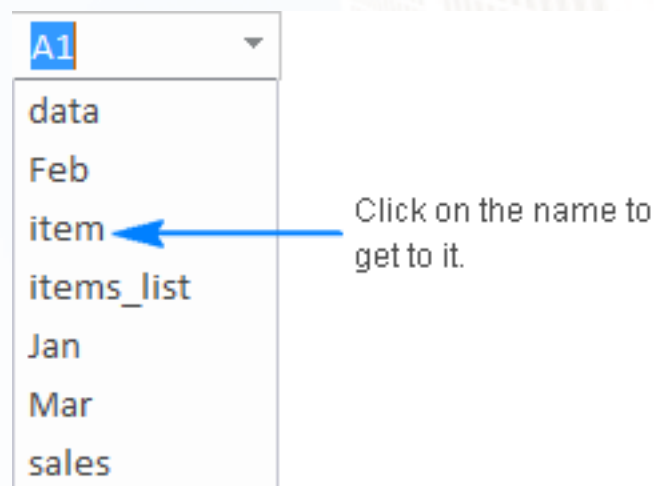 A1
data
Feb
item
Click on the name to
get to it.
items_list
Jan
Mar
sales